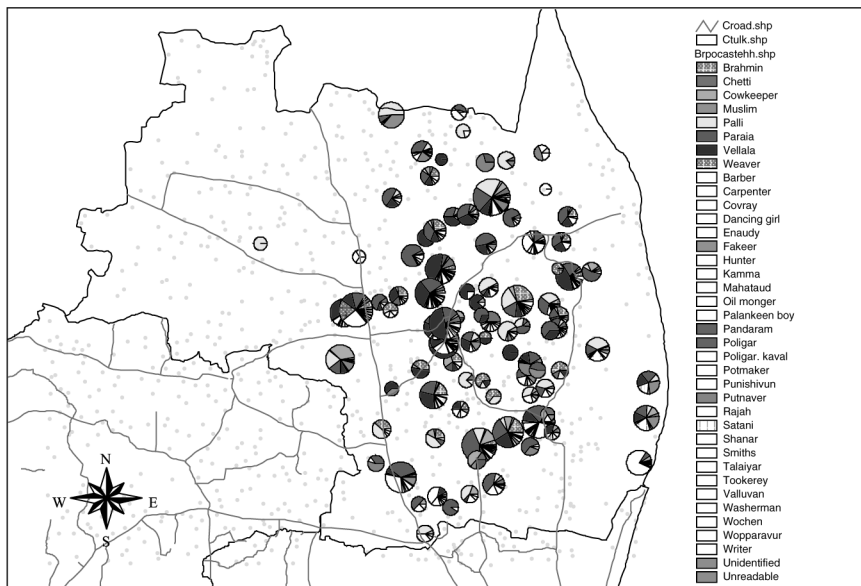 Croad.shp
Ctulk.shp
Brpocastehh.shp
Brahmin
Chetti
Cowkeeper
Muslim
Palli
Paraia
Vellala
Weaver
Barber
Carpenter
Covray
Dancing girl
Enaudy
Fakeer
Hunter
Kamma
Mahataud
Oil monger
Palankeen boy
Pandaram
Poligar
Poligar. kaval
Potmaker
Punishivun
Putnaver
Rajah
Satani
Shanar
Smiths
Talaiyar
Tookerey
Valluvan
Washerman
Wochen
Wopparavur
Writer
Unidentified
Unreadable
N
W E
S